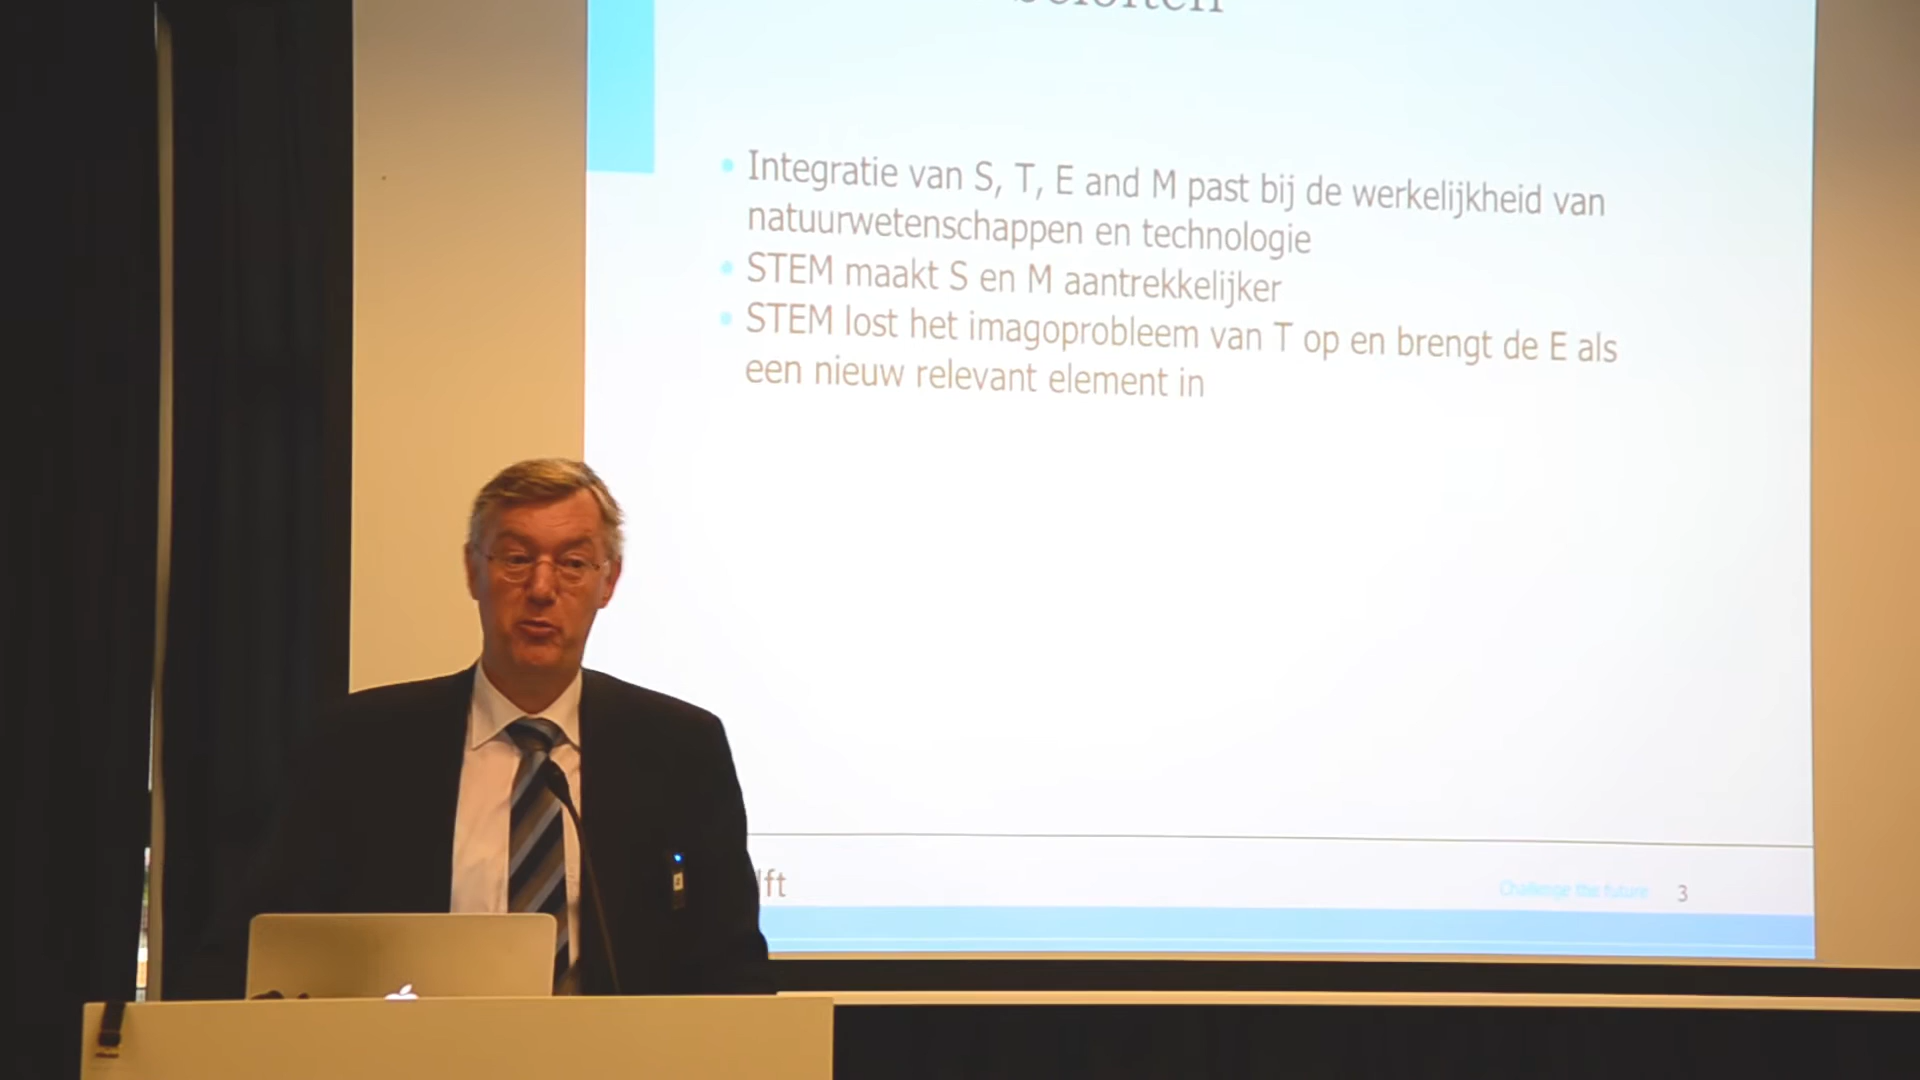 Integratie van S, T, E and M past bij de werkelijkheid van
natuurwetenschappen en technologie
STEM maakt S en M aantrekkelijker
STEM lost het imagoprobleem van T op en brengt de E als
een nieuw relevant element in
lft
Challenge the future
3